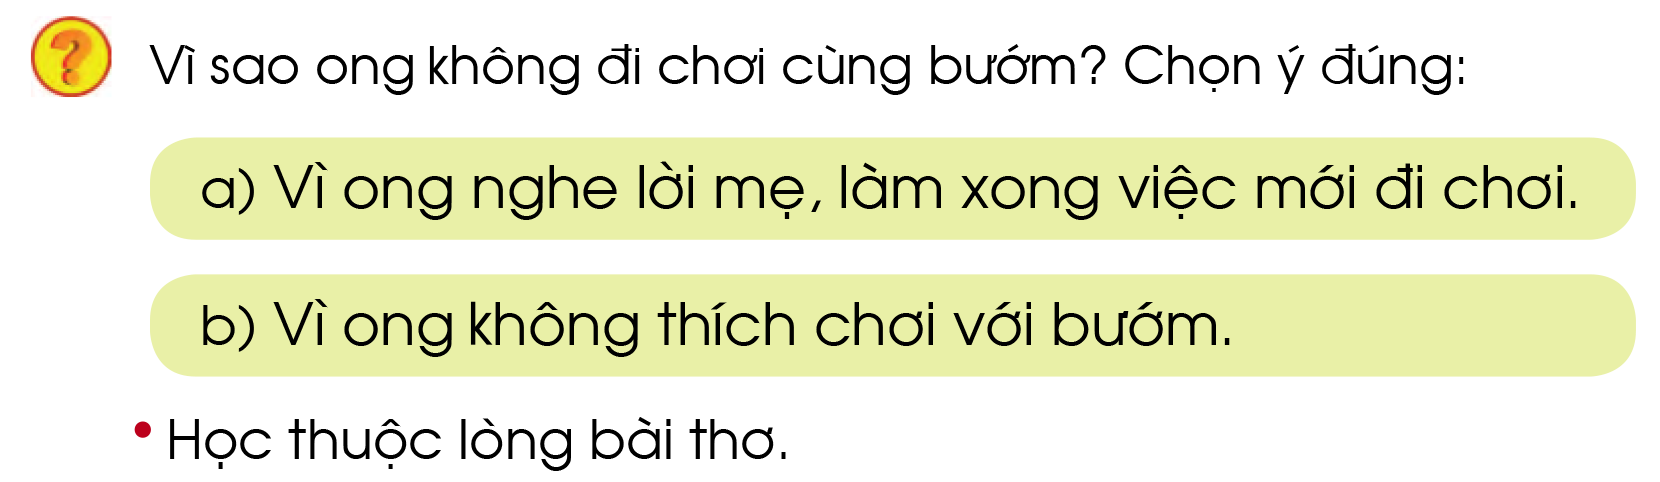 Vì sao ong không đi chơi cùng bướm? Chọn ý đúng:
a) Vì ong nghe lời mẹ, làm xong việc mới đi chơi.
b) Vì ong không thích chơi với bướm.
• Học thuộc lòng bài thơ.